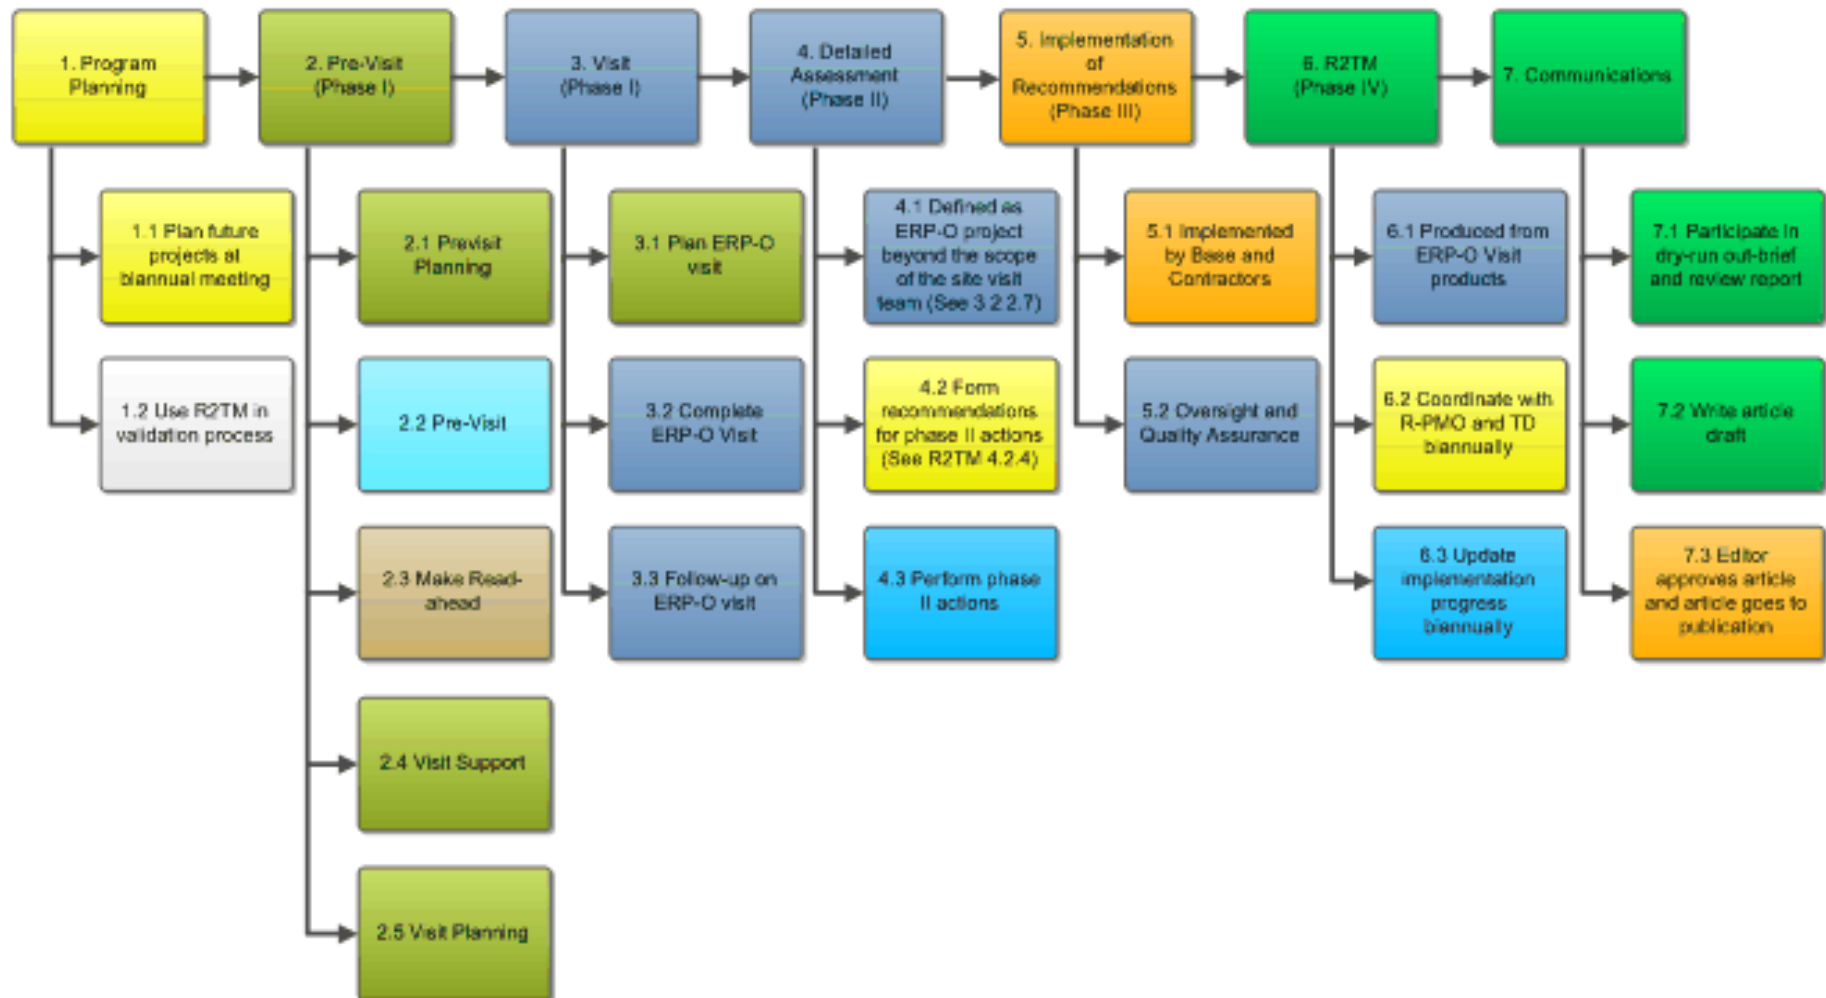 1. Program
Planning
2. Pre-Visit
(Phase I)
3. Visit
(Phase I)
4. Detailed
Assessment
(Phase II)
5. Implementation
of
Recommendations
(Phase III)
6. R2TM
(Phase IV)
7. Communications
1.1 Plan future
projects at
biannual meeting
2.1 Previsit
Planning
3.1 Plan ERP-O
visit
4.1 Defined as
ERP-O project
beyond the scope
of the site visit
team (See 3.2.2.7)
5.1 Implemented
by Base and
Contractors
6.1 Produced from
ERP-O Visit
products
7.1 Participate in
dry-run out-brief
and review report
1.2 Use R2TM in
validation process
2.2 Pre-Visit
3.2 Complete
ERP-O Visit
4.2 Form
recommendations
for phase II actions
(See R2TM 4.2.4)
5.2 Oversight and
Quality Assurance
6.2 Coordinate with
R-PMO and TD
biannually
7.2 Write article
draft
2.3 Make Read-
ahead
3.3 Follow-up on
ERP-O visit
4.3 Perform phase
II actions
6.3 Update
implementation
progress
biannually
7.3 Editor
approves article
and article goes to
publication
2.4 Visit Support
2.5 Visit Planning